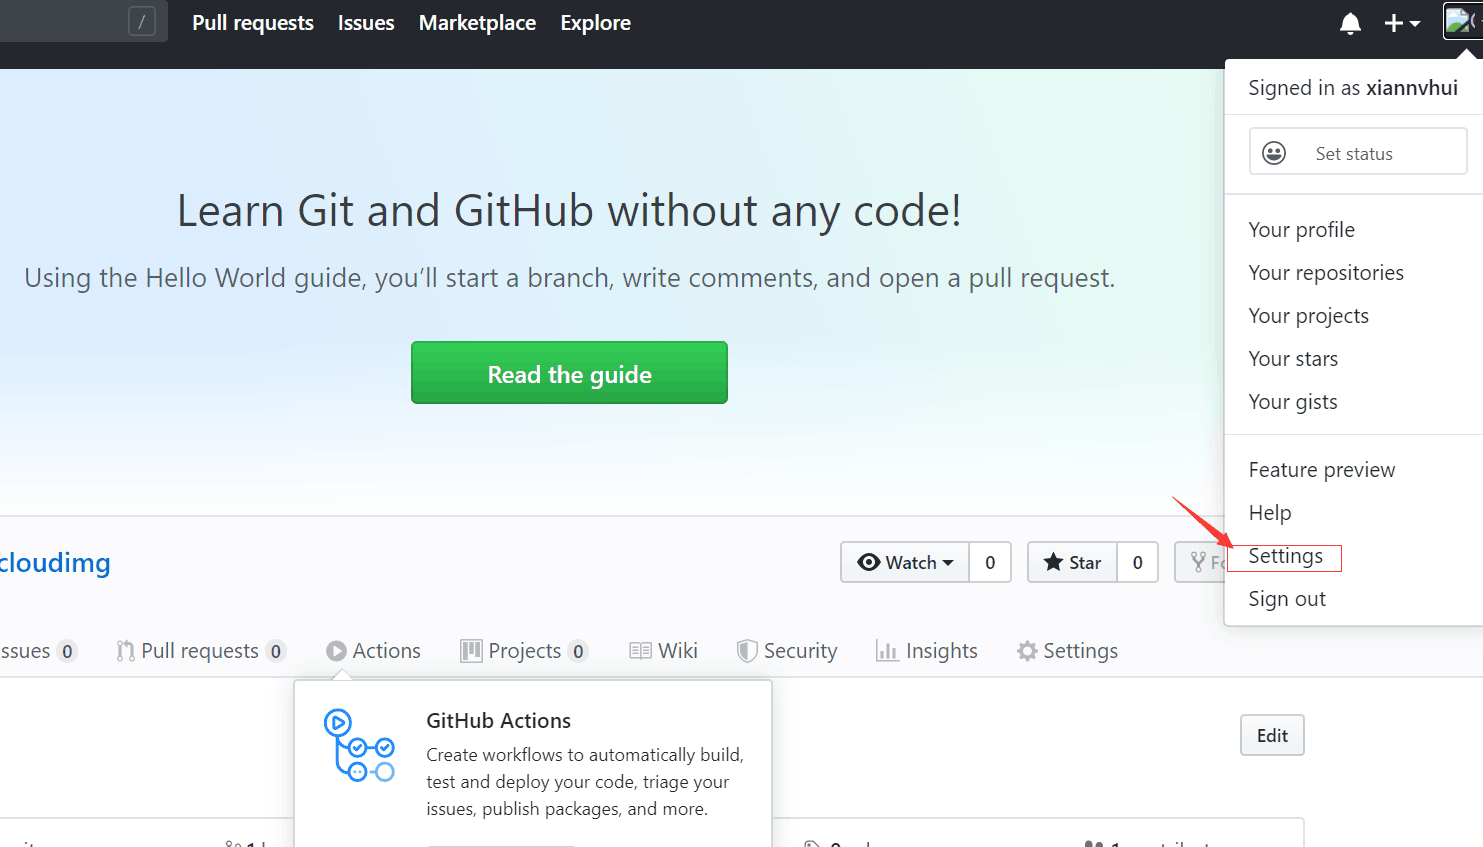 /
Pull requests Issues Marketplace Explore
Signed in as xiannvhui
Set status
Learn Git and GitHub without any code!
Using the Hello World guide, you’ll start a branch, write comments, and open a pull request.
Read the guide
Your profile
Your repositories
Your projects
Your stars
Your gists
Feature preview
Help
Settings
Sign out
cloudimg
Watch 0 Star 0
ssues 0 Pull requests 0 Actions Projects 0 Wiki Security Insights Settings
GitHub Actions
Create workflows to automatically build,
test and deploy your code, triage your
issues, publish packages, and more.
Edit